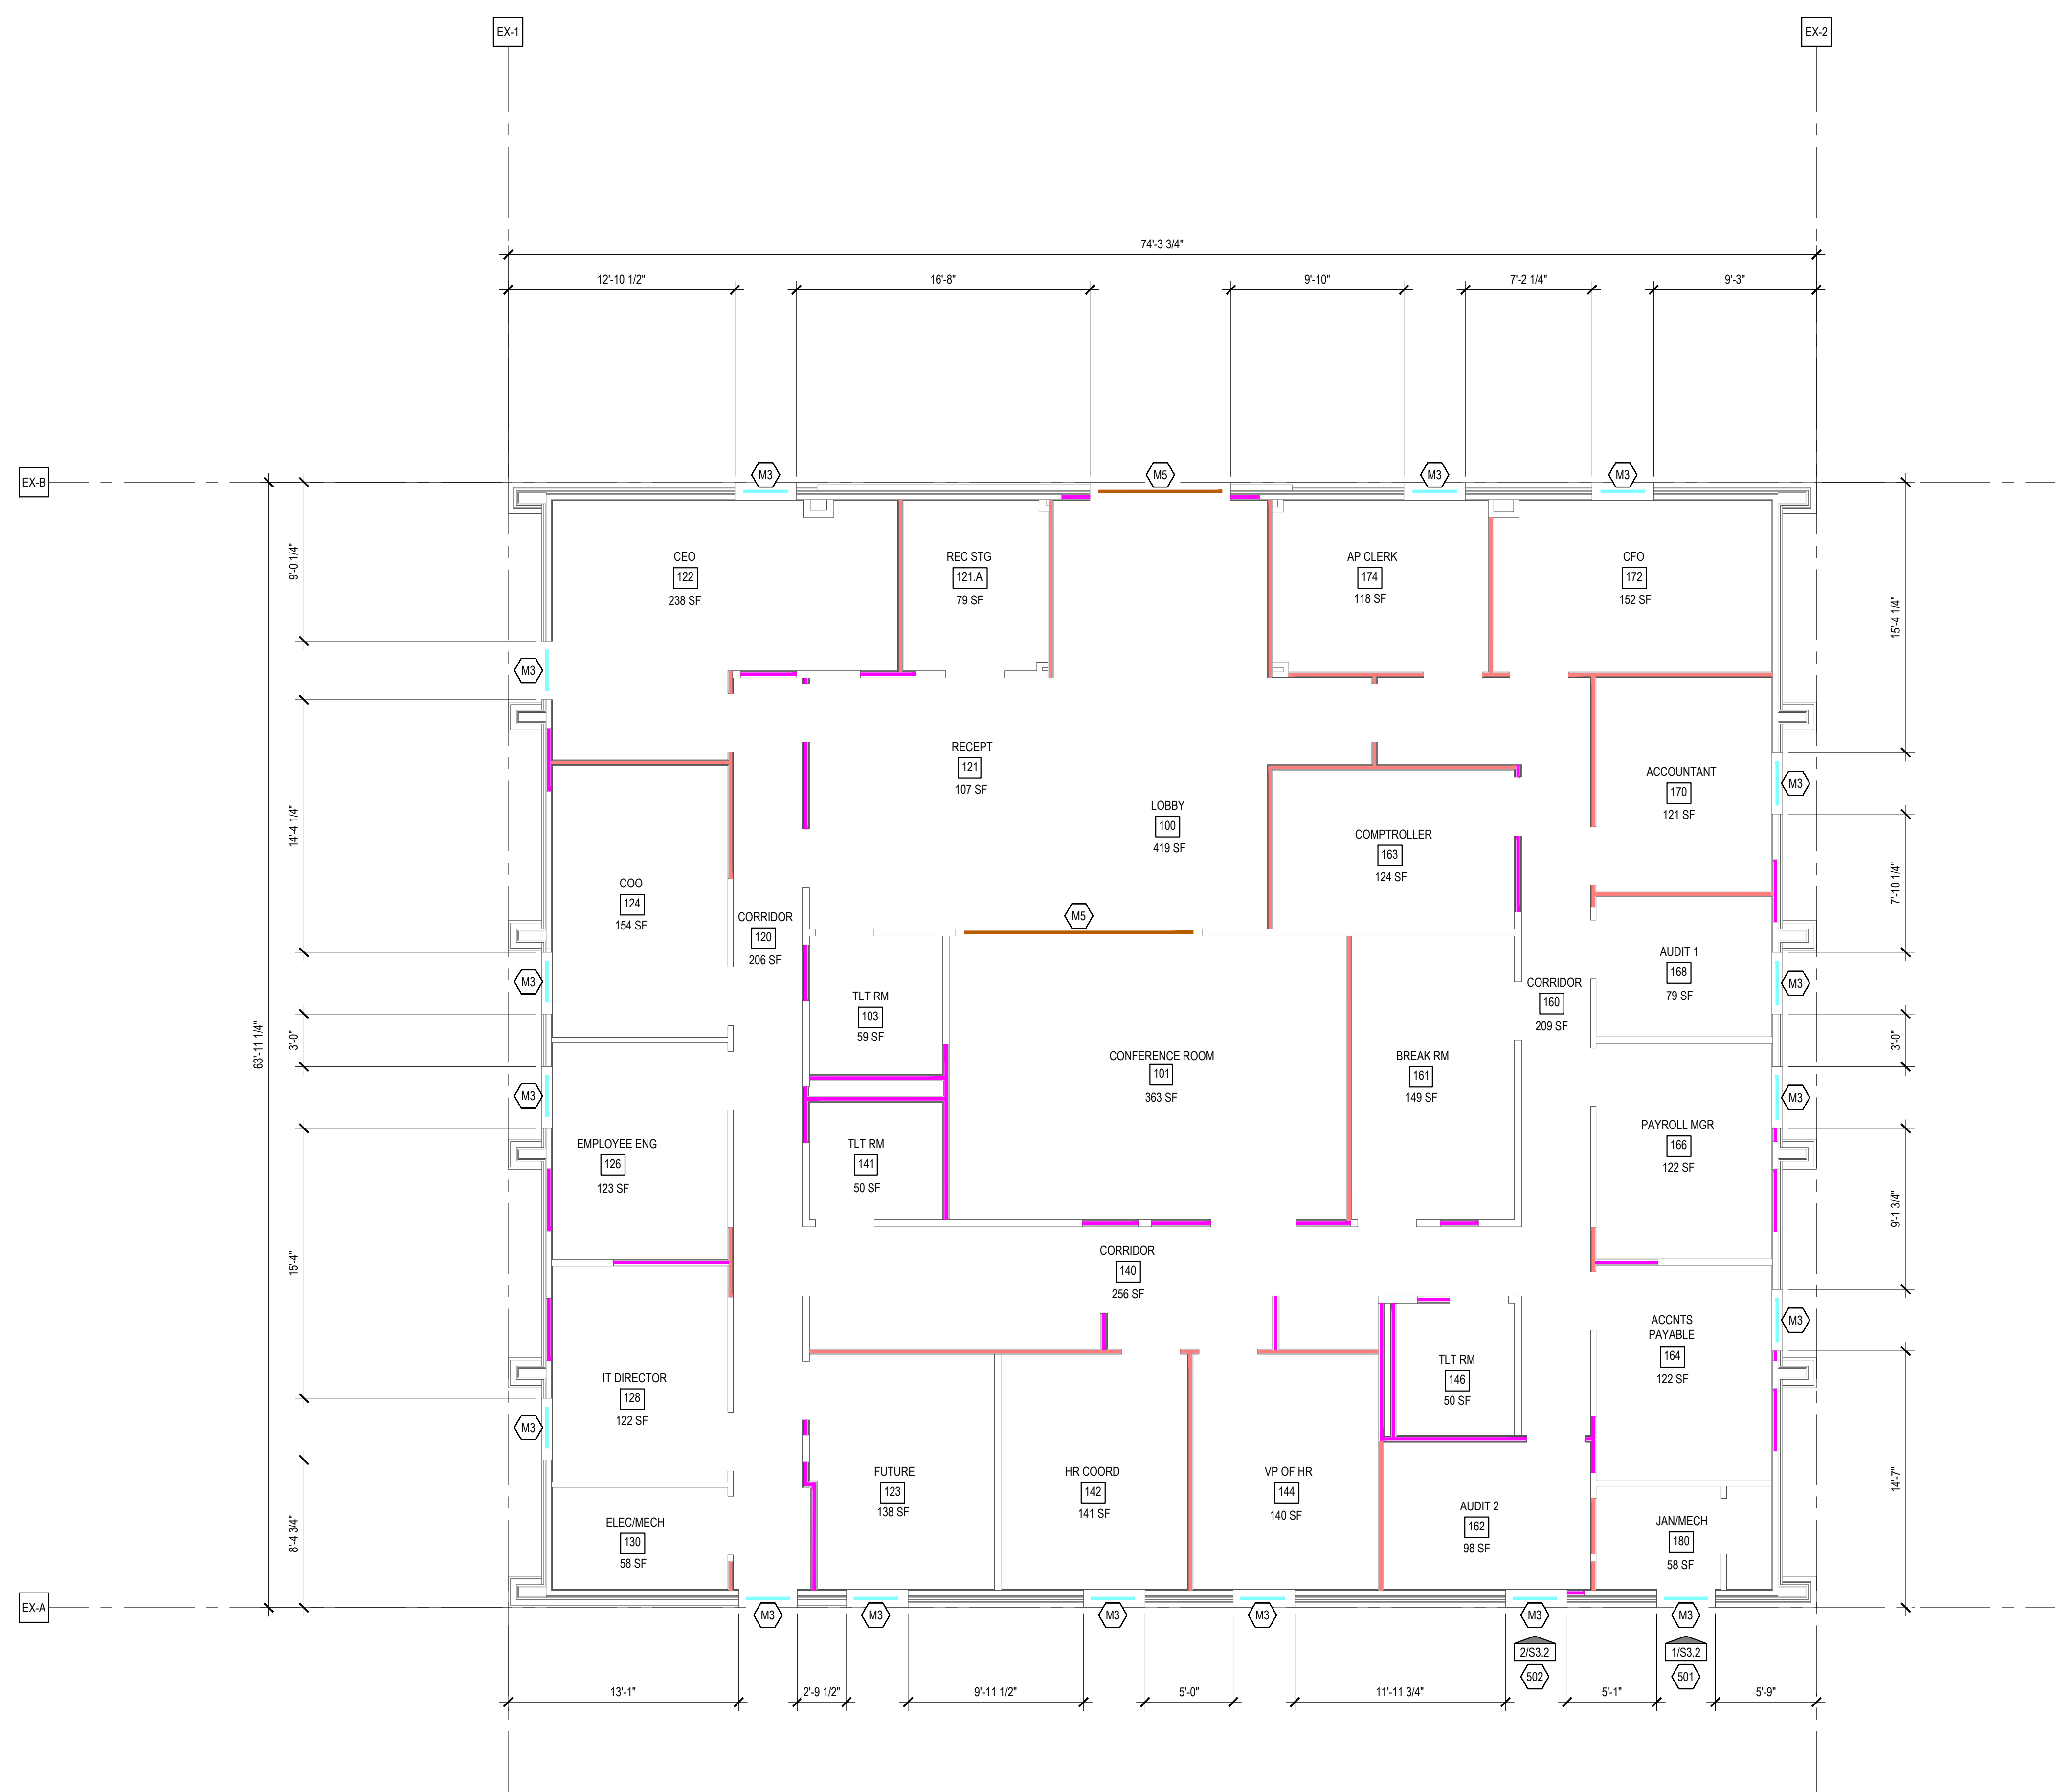 EX-1
EX-2
74'-3 3/4"
12'-10 1/2"
16'-8"
9'-10"
7'-2 1/4"
9'-3"
EX-B
M3
M5
M3
M3
9'-0 1/4"
14'-4 1/4"
3'-0"
15'-4"
8'-4 3/4"
63'-11 1/4"
M3
M3
M3
M3
CEO
122
238 SF
REC STG
121.A
79 SF
AP CLERK
174
118 SF
CFO
172
152 SF
RECEPT
121
107 SF
LOBBY
100
419 SF
COMPTROLLER
163
124 SF
ACCOUNTANT
170
121 SF
COO
124
154 SF
CORRIDOR
120
206 SF
M5
TLT RM
103
59 SF
CONFERENCE ROOM
101
363 SF
BREAK RM
161
149 SF
CORRIDOR
160
209 SF
AUDIT 1
168
79 SF
EMPLOYEE ENG
126
123 SF
TLT RM
141
50 SF
PAYROLL MGR
166
122 SF
CORRIDOR
140
256 SF
IT DIRECTOR
128
122 SF
TLT RM
146
50 SF
ACCNTS
PAYABLE
164
122 SF
ELEC/MECH
130
58 SF
FUTURE
123
138 SF
HR COORD
142
141 SF
VP OF HR
144
140 SF
AUDIT 2
162
98 SF
JAN/MECH
180
58 SF
M3
M3
M3
M3
M3
15'-4 1/4"
7'-10 1/4"
3'-0"
9'-1 3/4"
14'-7"
EX-A
M3
M3
M3
M3
M3
M3
2/S3.2
1/S3.2
502
501
13'-1"
2'-9 1/2"
9'-11 1/2"
5'-0"
11'-11 3/4"
5'-1"
5'-9"